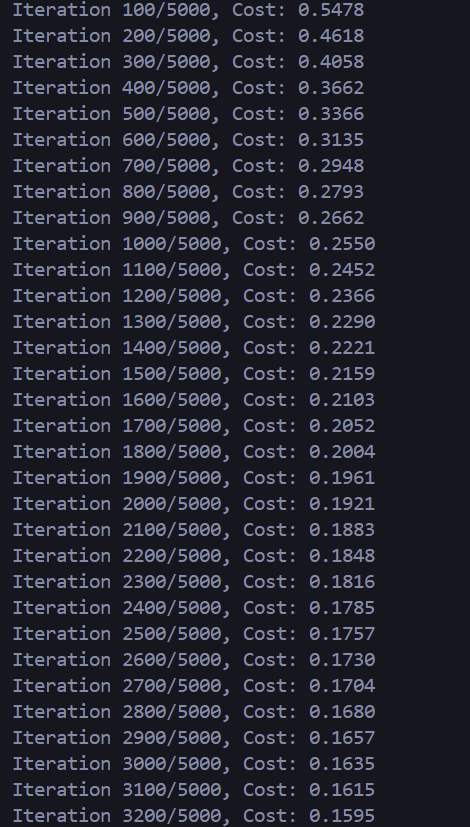 Iteration 100/5000, Cost: 0.5478
Iteration 200/5000, Cost: 0.4618
Iteration 300/5000, Cost: 0.4058
Iteration 400/5000, Cost: 0.3662
Iteration 500/5000, Cost: 0.3366
Iteration 600/5000, Cost: 0.3135
Iteration 700/5000, Cost: 0.2948
Iteration 800/5000, Cost: 0.2793
Iteration 900/5000, Cost: 0.2662
Iteration 1000/5000, Cost: 0.2550
Iteration 1100/5000, Cost: 0.2452
Iteration 1200/5000, Cost: 0.2366
Iteration 1300/5000, Cost: 0.2290
Iteration 1400/5000, Cost: 0.2221
Iteration 1500/5000, Cost: 0.2159
Iteration 1600/5000, Cost: 0.2103
Iteration 1700/5000, Cost: 0.2052
Iteration 1800/5000, Cost: 0.2004
Iteration 1900/5000, Cost: 0.1961
Iteration 2000/5000, Cost: 0.1921
Iteration 2100/5000, Cost: 0.1883
Iteration 2200/5000, Cost: 0.1848
Iteration 2300/5000, Cost: 0.1816
Iteration 2400/5000, Cost: 0.1785
Iteration 2500/5000, Cost: 0.1757
Iteration 2600/5000, Cost: 0.1730
Iteration 2700/5000, Cost: 0.1704
Iteration 2800/5000, Cost: 0.1680
Iteration 2900/5000, Cost: 0.1657
Iteration 3000/5000, Cost: 0.1635
Iteration 3100/5000, Cost: 0.1615
Iteration 3200/5000, Cost: 0.1595